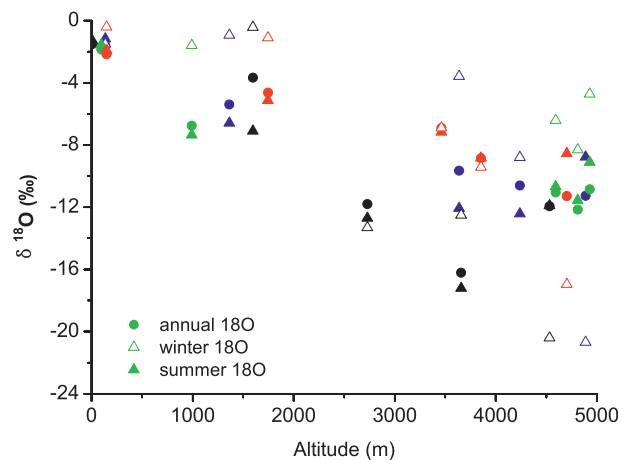 0
-4
-8
-12
-16
-20
-24
δ 18O (‰)
annual 18O
winter 18O
summer 18O
0 1000 2000 3000 4000 5000
Altitude (m)